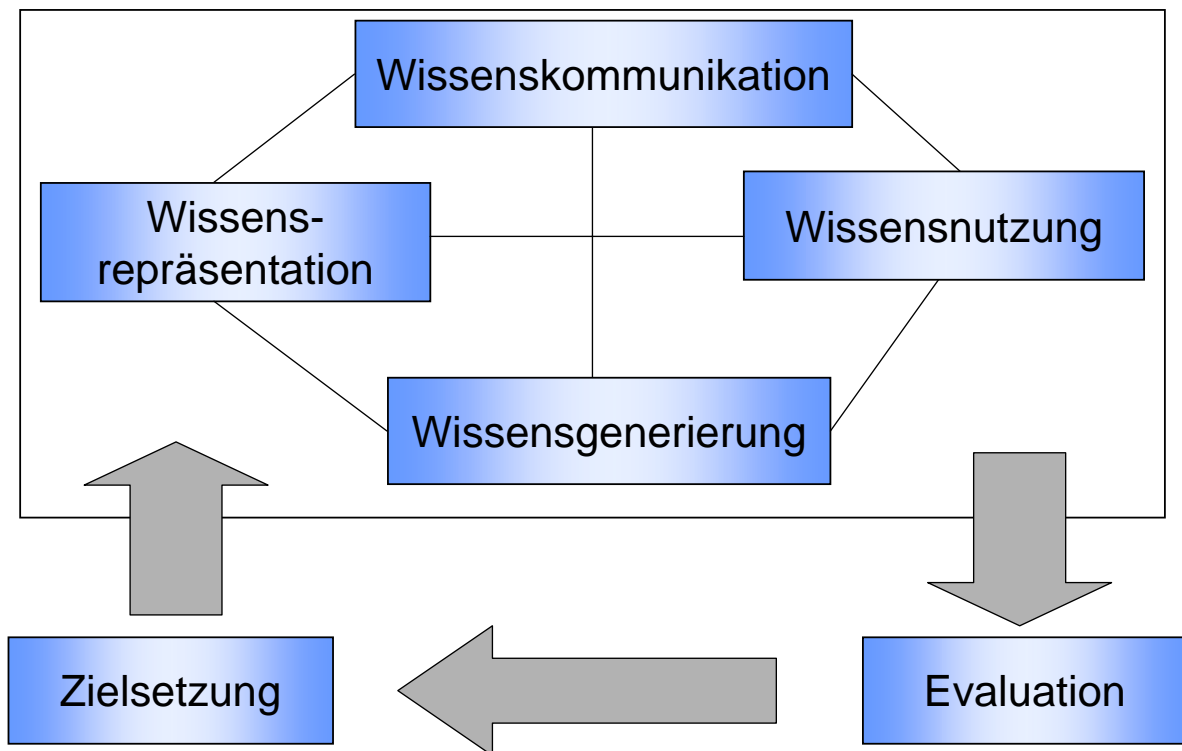 Wissenskommunikation
Wissens-
repräsentation
Wissensnutzung
Wissensgenerierung
Zielsetzung
Evaluation